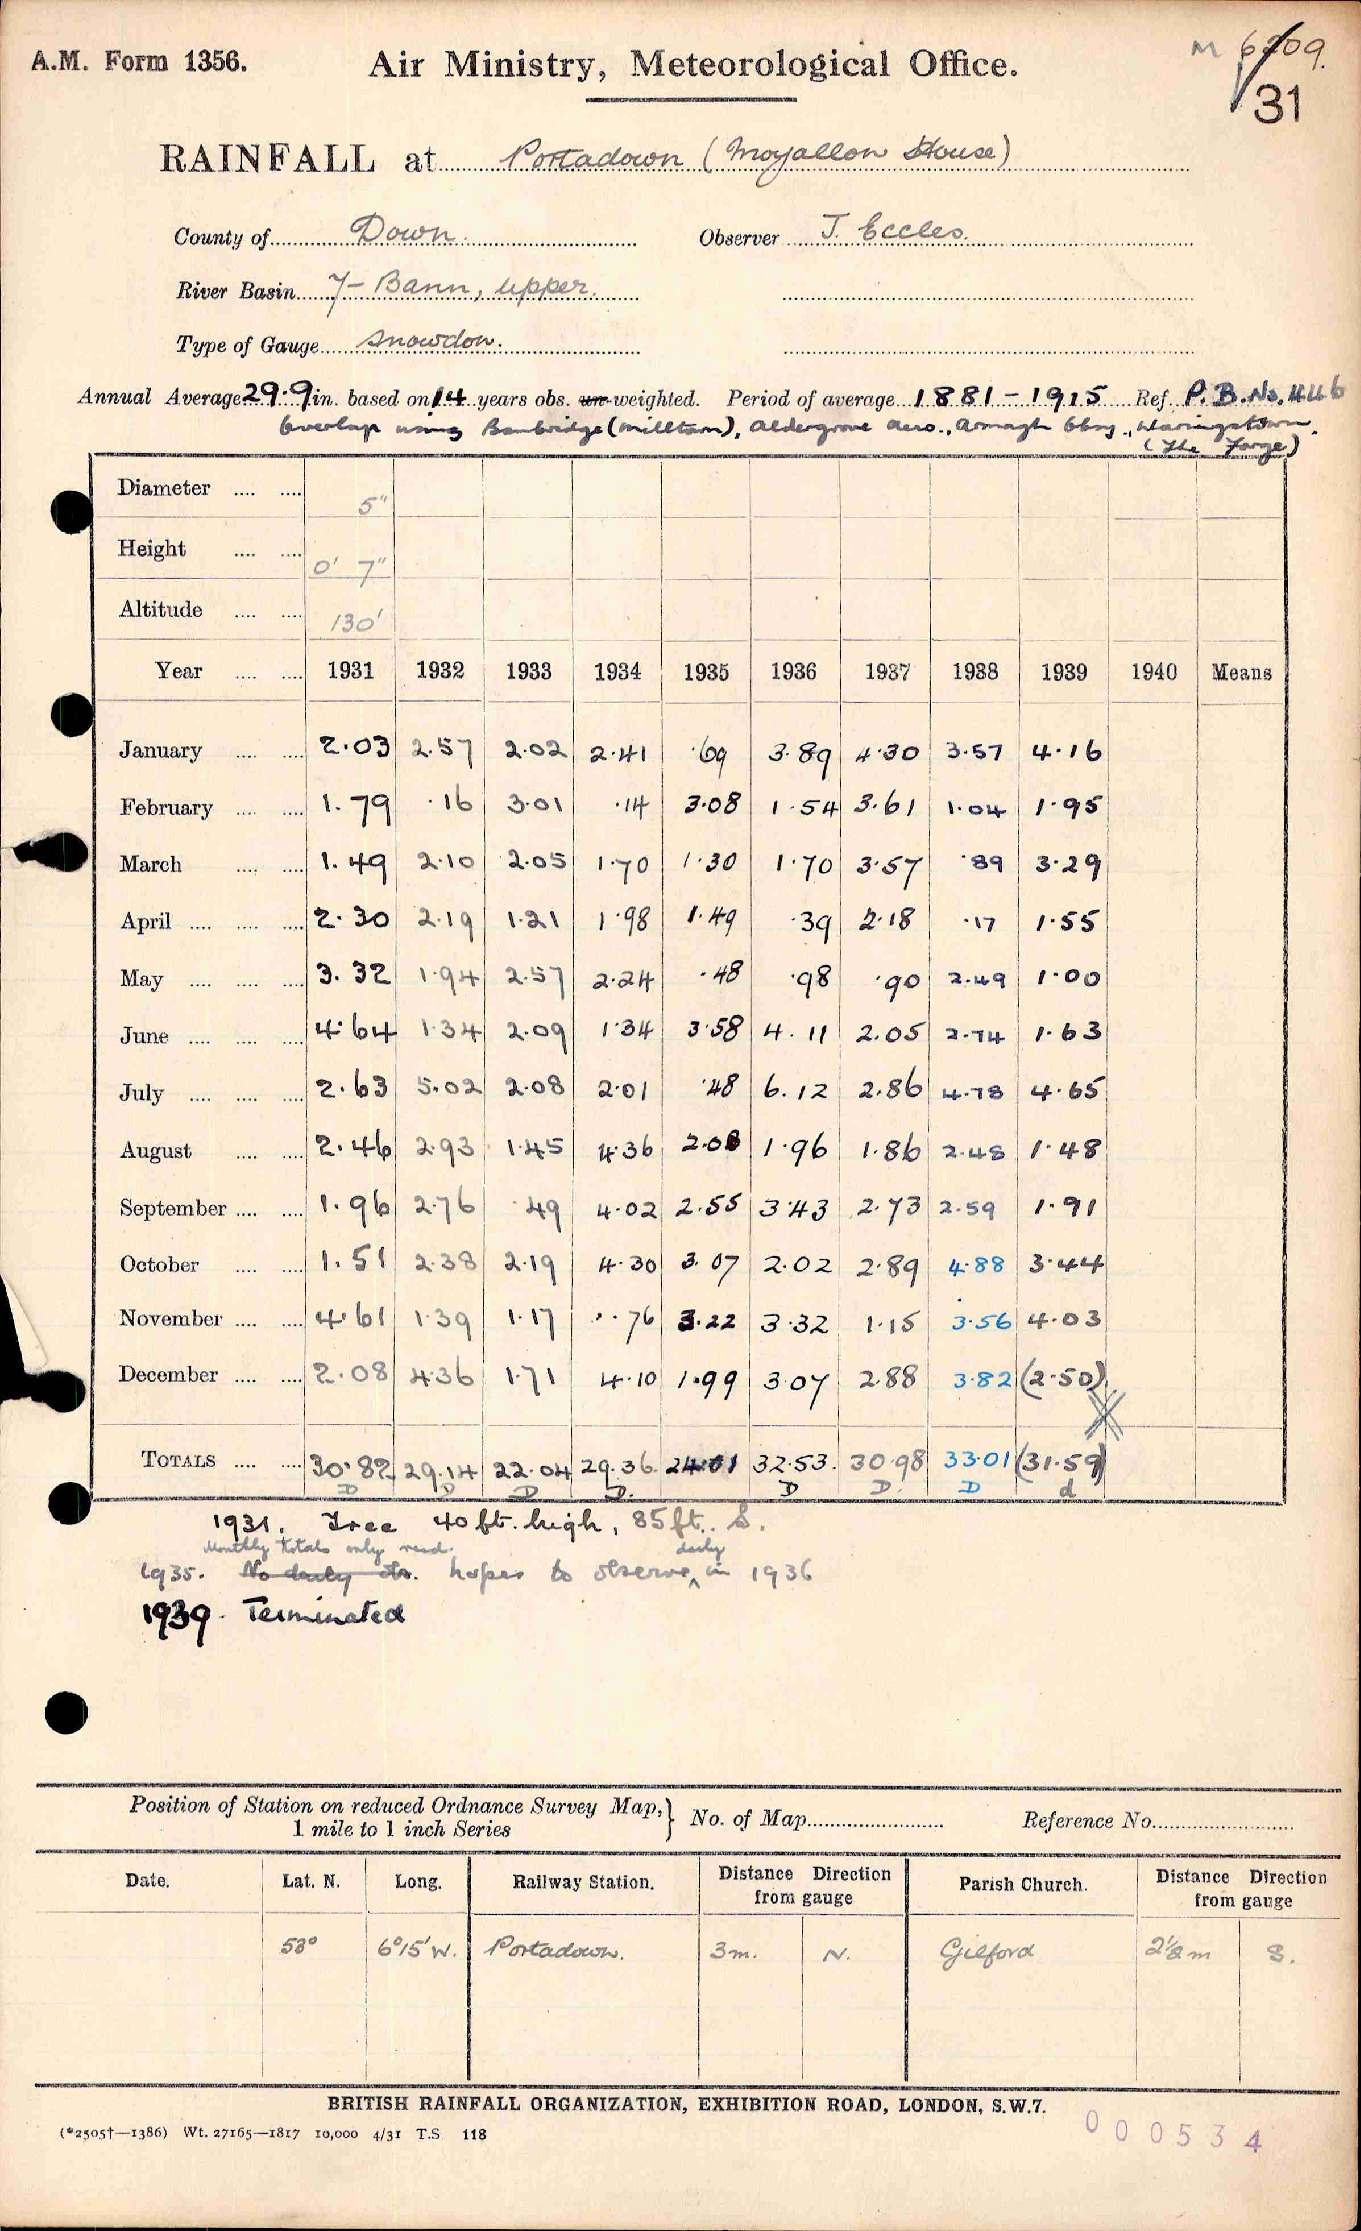 A.M. Form 1356.
Air Ministry, Meteorological Office.
M 6209.
31
RAINFALL at Portadown (Moyallon House)
County of Down. Observer J. Eccles.
River Basin 7- Bann, Upper.
Type of Gauge Snowdon.
Annual Average 29.9 in. based on 14 years obs. un-weighted. Period of average 1881 - 1915 Ref. P.B. No. 446
Overlap using Banbridge (Milltown), Aldergrove Aero., Armagh Obsy., Waringstown
(The Forge)
Diameter 5"
Height 0' 7"
Altitude 130'
Year 1931 1932 1933 1934 1935 1936 1937 1938 1939 1940 Means
January 2.03 2.57 2.02 2.41 .69 3.89 4.30 3.57 4.16
February 1.79 .16 3.01 .14 3.08 1.54 3.61 1.04 1.95
March 1.49 2.10 2.05 1.70 1.30 1.70 3.57 .89 3.29
April 2.30 2.19 1.21 1.98 1.49 .39 2.18 .17 1.55
May 3.32 1.94 2.57 2.24 .48 .98 .90 2.49 1.00
June 4.64 1.34 2.09 1.34 3.58 4.11 2.05 2.74 1.63
July 2.63 5.02 2.08 2.01 .48 6.12 2.86 4.78 4.65
August 2.46 2.93 1.45 4.36 2.08 1.96 1.86 2.48 1.48
September 1.96 2.76 .49 4.02 2.55 3.43 2.73 2.59 1.91
October 1.51 2.38 2.19 4.30 3.07 2.02 2.89 4.88 3.44
November 4.61 1.39 1.17 .76 3.22 3.32 1.15 3.56 4.03
December 2.08 4.36 1.71 4.10 1.99 3.07 2.88 3.82 (2.50)
TOTALS 30.82 29.14 22.04 29.36 24.01 32.53 30.98 33.01 (31.59)
D D D D. D D. D d
1931. Tree 40 ft. high, 35 ft. S.
Monthly totals only read. daily
1935. No daily obs. hopes to observe in 1936
1939. Terminated
Position of Station on reduced Ordnance Survey Map,
1 mile to 1 inch Series
No. of Map Reference No.
Date. Lat. N. Long. Railway Station. Distance Direction from gauge Parish Church. Distance Direction from gauge
53° 6°15'W. Portadown. 3m. N. Gilford 2½m S.
BRITISH RAINFALL ORGANIZATION, EXHIBITION ROAD, LONDON, S.W.7.
(*2505†—1386) Wt. 27165—1817 10,000 4/31 T.S 118
000534